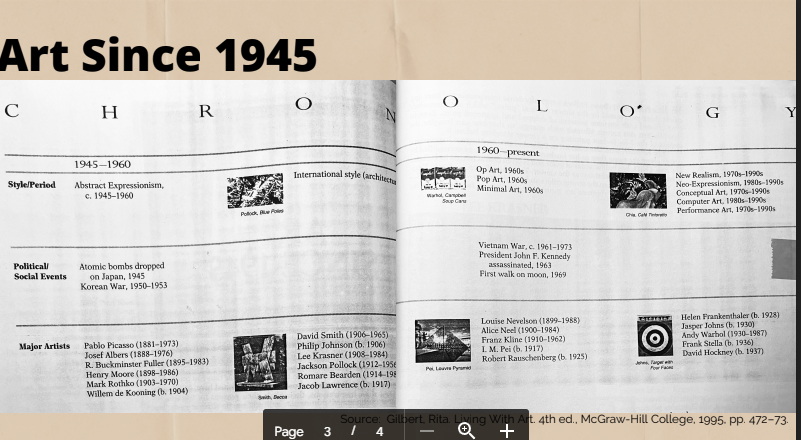 Art Since 1945
C H R O N O L O G Y
1945–1960
1960–present
Style/Period
Abstract Expressionism,
c. 1945–1960
Pollock, Blue Poles
International style (architectu
Warhol, Campbell
Soup Cans
Op Art, 1960s
Pop Art, 1960s
Minimal Art, 1960s
Chia, Café Tintoretto
New Realism, 1970s–1990s
Neo-Expressionism, 1980s–1990s
Conceptual Art, 1970s–1990s
Computer Art, 1980s–1990s
Performance Art, 1970s–1990s
Political/
Social Events
Atomic bombs dropped
on Japan, 1945
Korean War, 1950–1953
Vietnam War, c. 1961–1973
President John F. Kennedy
assassinated, 1963
First walk on moon, 1969
Major Artists
Pablo Picasso (1881–1973)
Josef Albers (1888–1976)
R. Buckminster Fuller (1895–1983)
Henry Moore (1898–1986)
Mark Rothko (1903–1970)
Willem de Kooning (b. 1904)
Smith, Becca
David Smith (1906–1965)
Philip Johnson (b. 1906)
Lee Krasner (1908–1984)
Jackson Pollock (1912–1956
Romare Bearden (1914–198
Jacob Lawrence (b. 1917)
Pei, Louvre Pyramid
Louise Nevelson (1899–1988)
Alice Neel (1900–1984)
Franz Kline (1910–1962)
I. M. Pei (b. 1917)
Robert Rauschenberg (b. 1925)
Johns, Target with
Four Faces
Helen Frankenthaler (b. 1928)
Jasper Johns (b. 1930)
Andy Warhol (1930–1987)
Frank Stella (b. 1936)
David Hockney (b. 1937)
Source: Gilbert, Rita. Living With Art. 4th ed., McGraw-Hill College, 1995, pp. 472–73.
Page 3 / 4